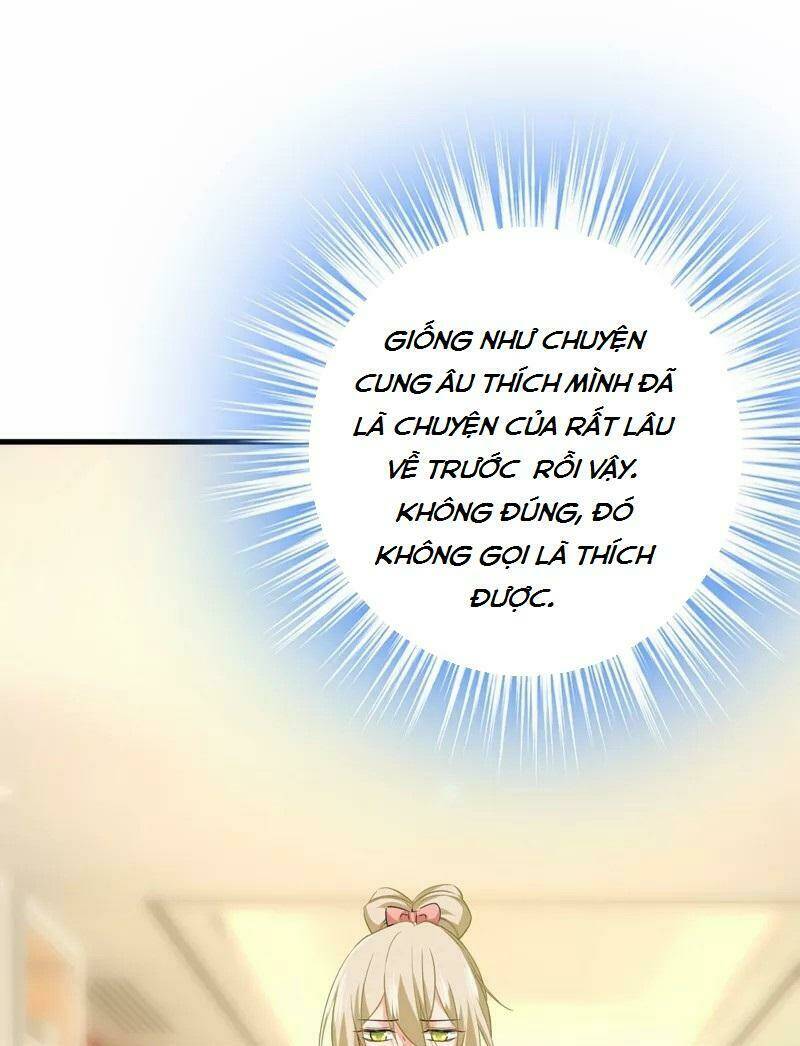 GIỐNG NHƯ CHUYỆN
CUNG ÂU THÍCH MÌNH ĐÃ
LÀ CHUYỆN CỦA RẤT LÂU
VỀ TRƯỚC RỒI VẬY.
KHÔNG ĐÚNG, ĐÓ
KHÔNG GỌI LÀ THÍCH
ĐƯỢC.